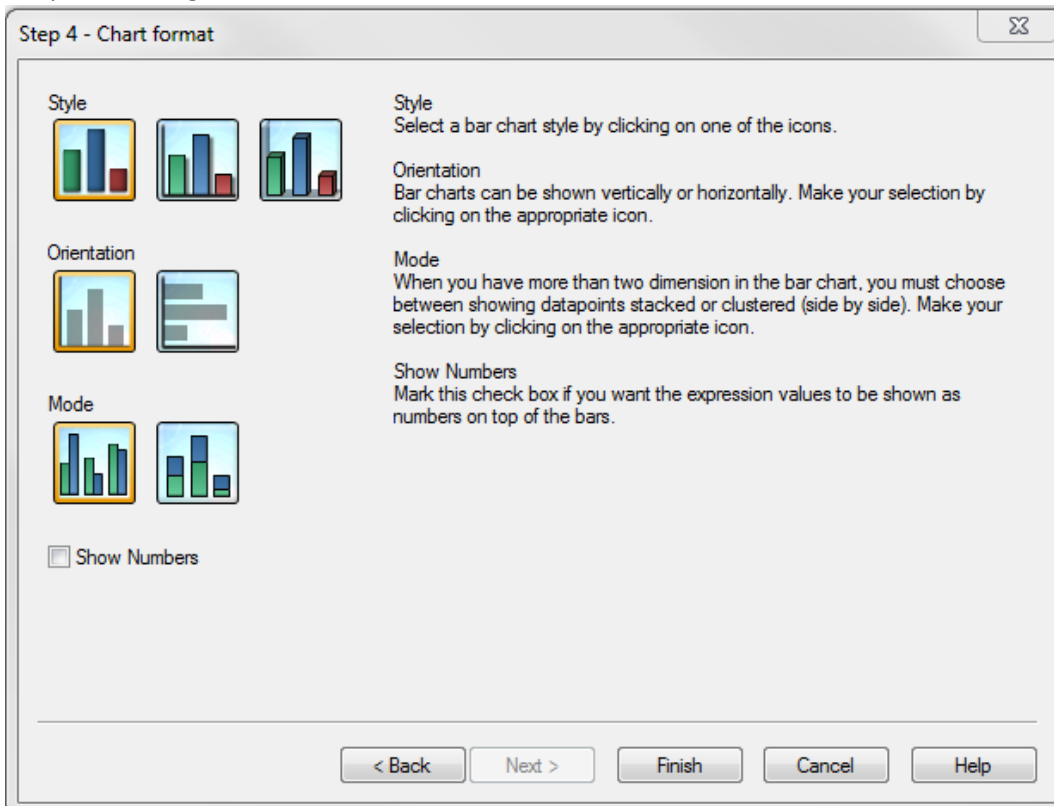 Step 4 - Chart format
Style
Orientation
Mode
Show Numbers
Style
Select a bar chart style by clicking on one of the icons.
Orientation
Bar charts can be shown vertically or horizontally. Make your selection by
clicking on the appropriate icon.
Mode
When you have more than two dimension in the bar chart, you must choose
between showing datapoints stacked or clustered (side by side). Make your
selection by clicking on the appropriate icon.
Show Numbers
Mark this check box if you want the expression values to be shown as
numbers on top of the bars.
< Back
Next >
Finish
Cancel
Help